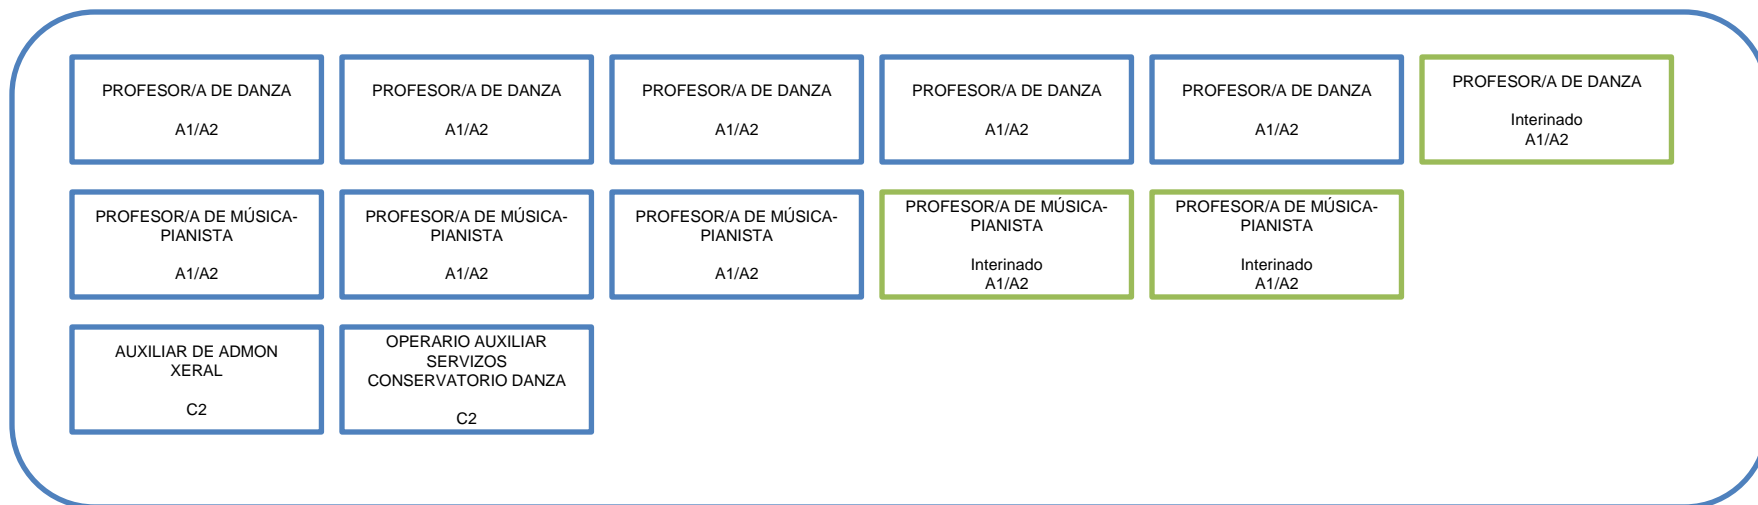 PROFESOR/A DE DANZA
A1/A2
PROFESOR/A DE DANZA
A1/A2
PROFESOR/A DE DANZA
A1/A2
PROFESOR/A DE DANZA
A1/A2
PROFESOR/A DE DANZA
A1/A2
PROFESOR/A DE DANZA
Interinado
A1/A2
PROFESOR/A DE MÚSICA-
PIANISTA
A1/A2
PROFESOR/A DE MÚSICA-
PIANISTA
A1/A2
PROFESOR/A DE MÚSICA-
PIANISTA
A1/A2
PROFESOR/A DE MÚSICA-
PIANISTA
Interinado
A1/A2
PROFESOR/A DE MÚSICA-
PIANISTA
Interinado
A1/A2
AUXILIAR DE ADMON
XERAL
C2
OPERARIO AUXILIAR
SERVIZOS
CONSERVATORIO DANZA
C2